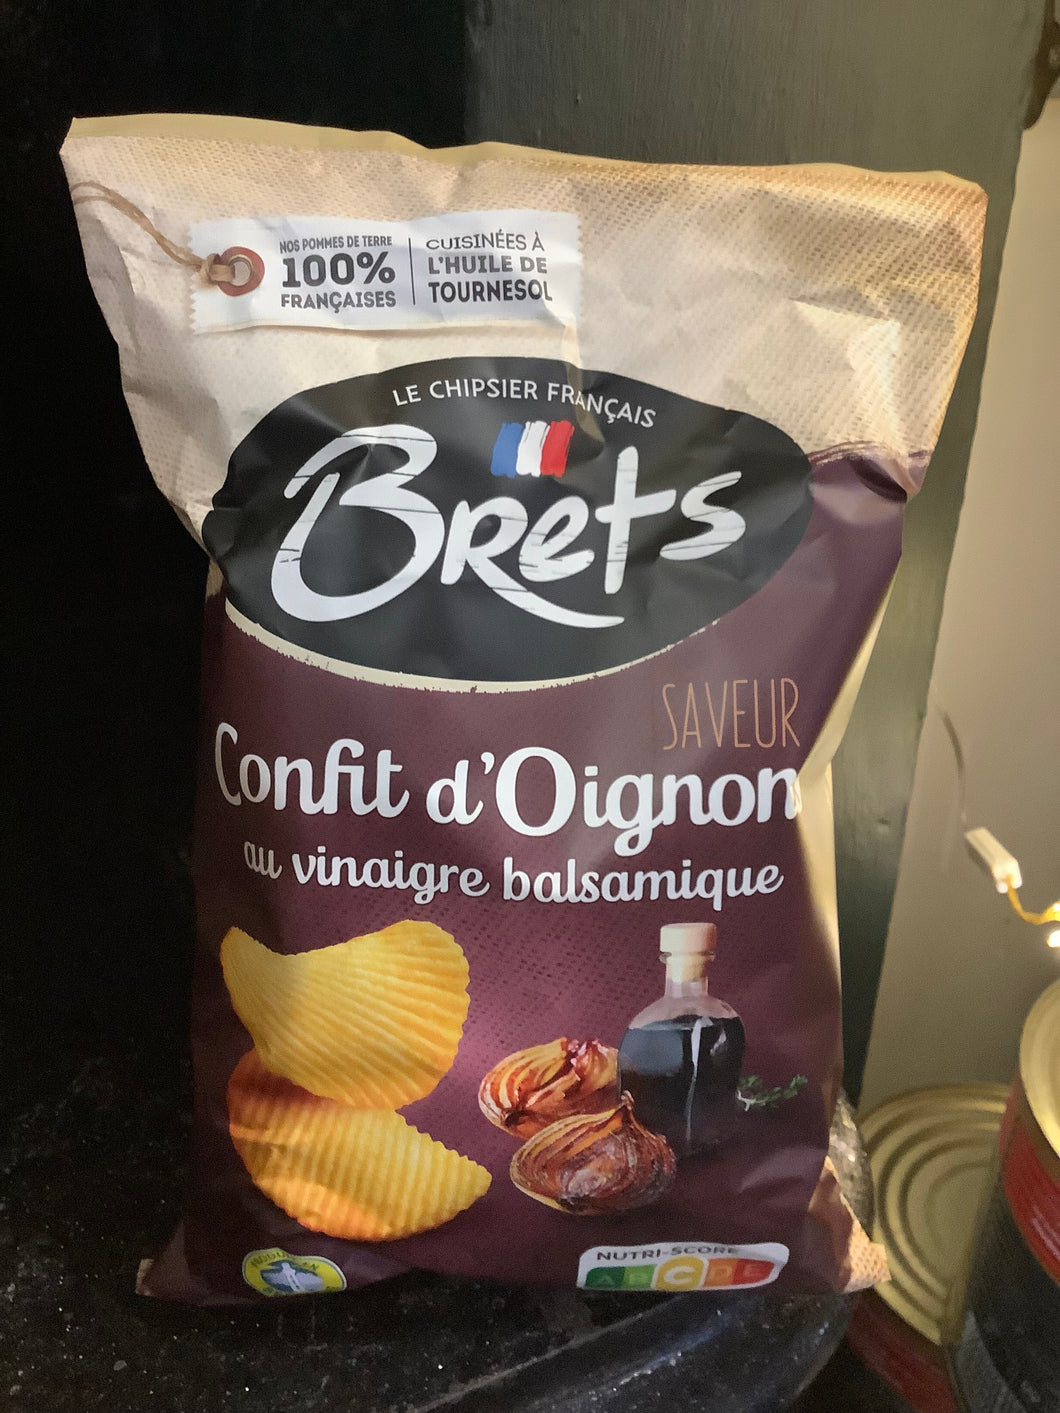 NOS POMMES DE TERRE
100%
FRANÇAISES
CUISINÉES À
L'HUILE DE
TOURNESOL
LE CHIPSIER FRANÇAIS
Brets
SAVEUR
Confit d'Oignon
au vinaigre balsamique
NUTRI-SCORE
A B C D E